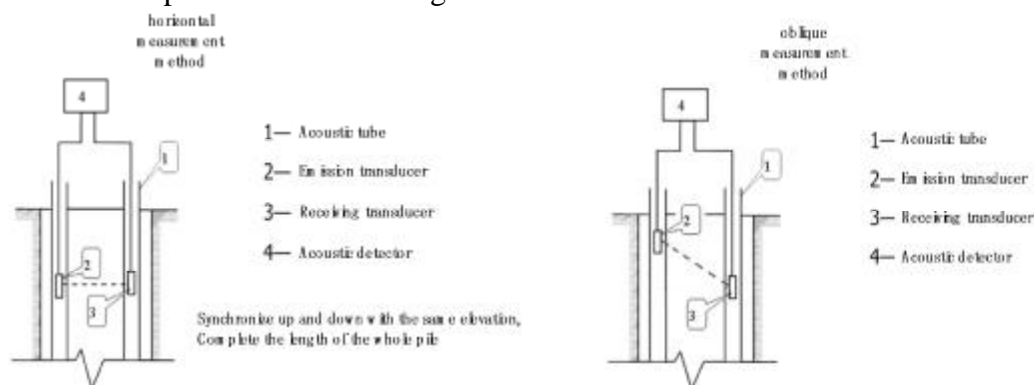 horizontal
measurement
method
4
1
1— Acoustic tube
2— Emission transducer
3— Receiving transducer
4— Acoustic detector
2
3
Synchronize up and down with the same elevation,
Complete the length of the whole pile
oblique
measurement
method
4
1
1— Acoustic tube
2— Emission transducer
3— Receiving transducer
4— Acoustic detector
2
3